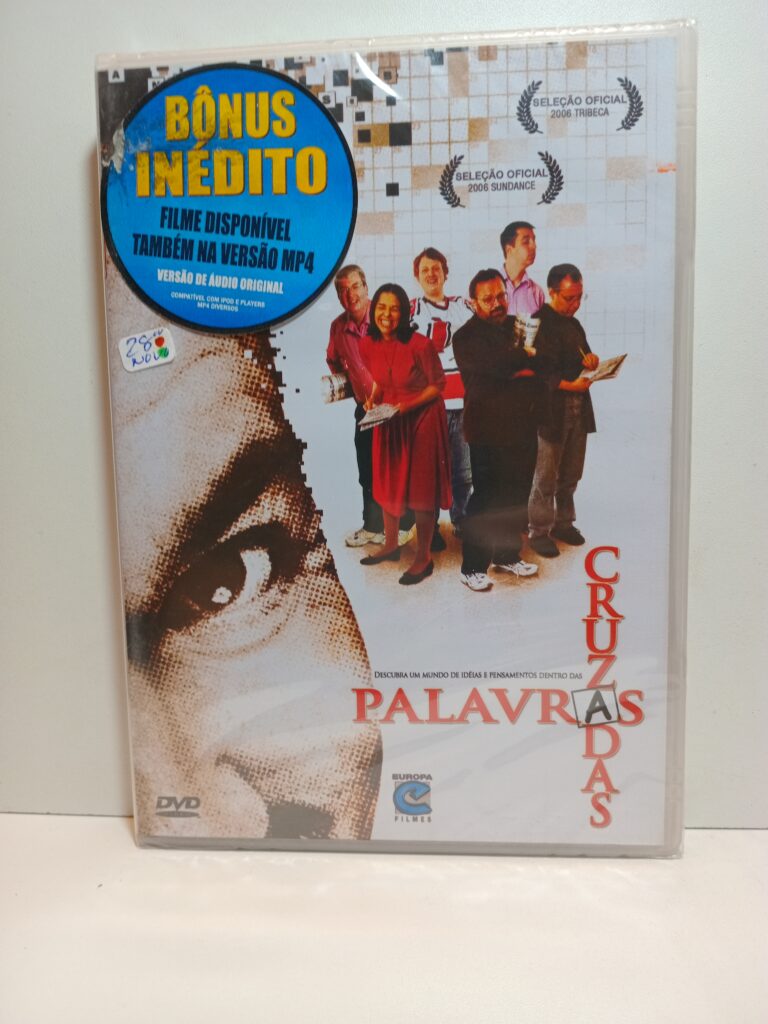 BÔNUS
INÉDITO
FILME DISPONÍVEL
TAMBÉM NA VERSÃO MP4
VERSÃO DE ÁUDIO ORIGINAL
COMPATÍVEL COM IPOD E PLAYERS
MP4 DIVERSOS
28
NOVO
SELEÇÃO OFICIAL
2006 TRIBECA
SELEÇÃO OFICIAL
2006 SUNDANCE
DESCUBRA UM MUNDO DE IDÉIAS E PENSAMENTOS DENTRO DAS
PALAVRAS
CRUZADAS
DVD
EUROPA
FILMES